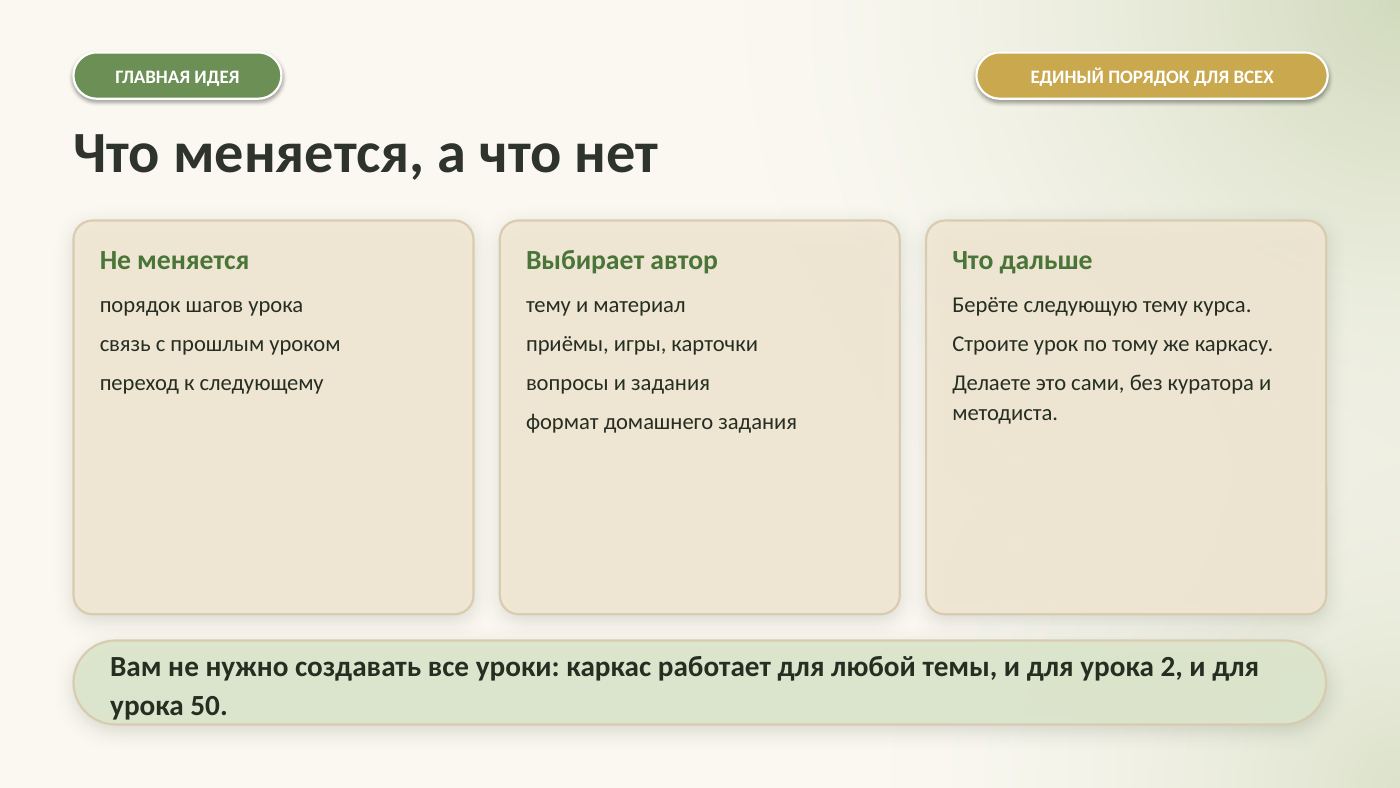 ГЛАВНАЯ ИДЕЯ
ЕДИНЫЙ ПОРЯДОК ДЛЯ ВСЕХ
Что меняется, а что нет
Не меняется
порядок шагов урока
связь с прошлым уроком
переход к следующему
Выбирает автор
тему и материал
приёмы, игры, карточки
вопросы и задания
формат домашнего задания
Что дальше
Берёте следующую тему курса.
Строите урок по тому же каркасу.
Делаете это сами, без куратора и
методиста.
Вам не нужно создавать все уроки: каркас работает для любой темы, и для урока 2, и для
урока 50.